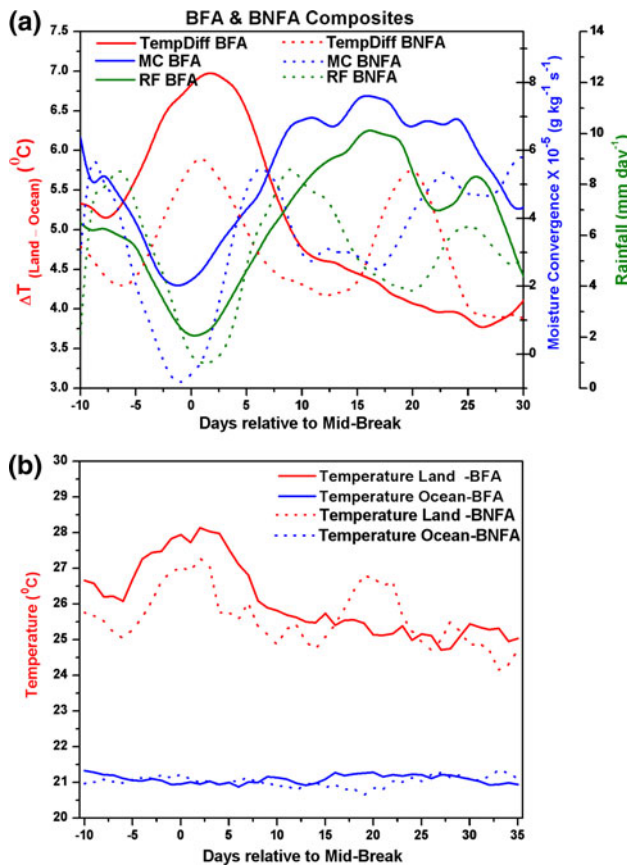 (a)
BFA & BNFA Composites
TempDiff BFA
TempDiff BNFA
MC BFA
MC BNFA
RF BFA
RF BNFA
7.5
7.0
6.5
6.0
5.5
5.0
4.5
4.0
3.5
3.0
ΔT (Land – Ocean) (⁰C)
8
6
4
2
0
Moisture Convergence X 10⁻⁵ (g kg⁻¹ s⁻¹)
14
12
10
8
6
4
2
0
Rainfall (mm day⁻¹)
-10 -5 0 5 10 15 20 25 30
Days relative to Mid-Break
(b)
Temperature Land -BFA
Temperature Ocean-BFA
Temperature Land -BNFA
Temperature Ocean-BNFA
30
29
28
27
26
25
24
23
22
21
20
Temperature (⁰C)
-10 -5 0 5 10 15 20 25 30 35
Days relative to Mid-Break